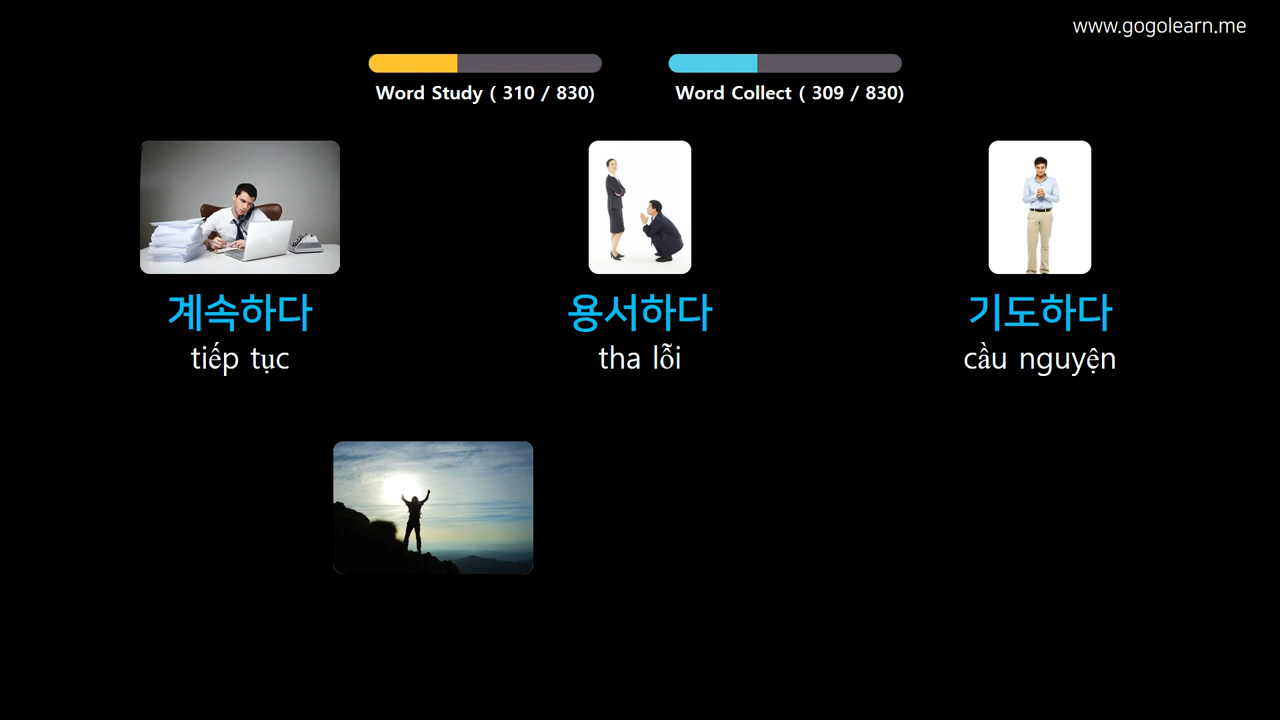 www.gogolearn.me
Word Study ( 310 / 830)
Word Collect ( 309 / 830)
계속하다
tiếp tục
용서하다
tha lỗi
기도하다
cầu nguyện